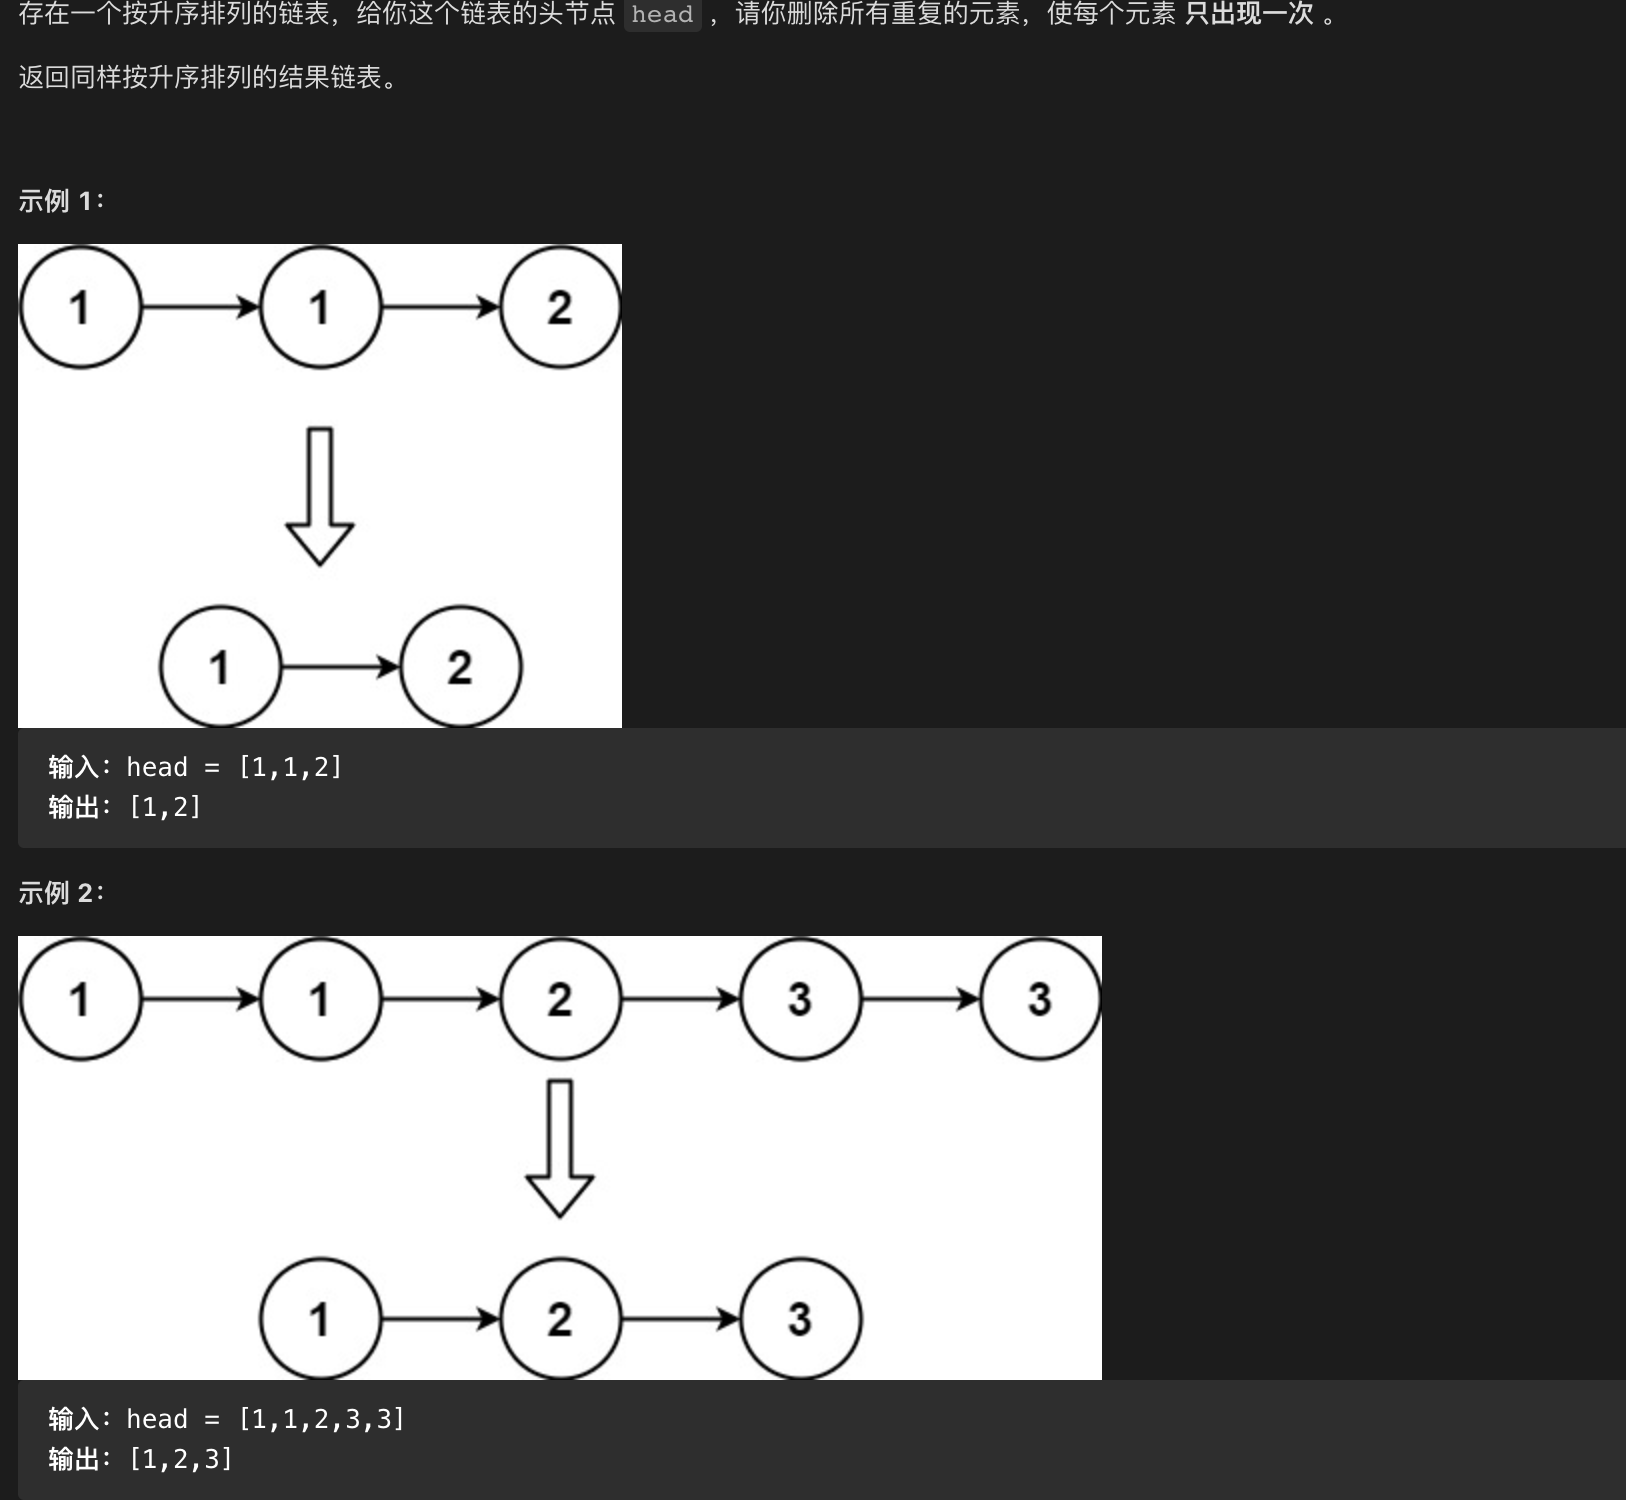 存在一个按升序排列的链表，给你这个链表的头节点 head ，请你删除所有重复的元素，使每个元素 只出现一次 。
返回同样按升序排列的结果链表。
示例 1：
1 1 2
1 2
输入：head = [1,1,2]
输出：[1,2]
示例 2：
1 1 2 3 3
1 2 3
输入：head = [1,1,2,3,3]
输出：[1,2,3]